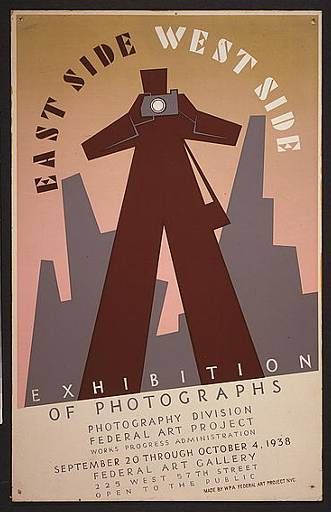 EAST SIDE WEST SIDE
EXHIBITION
OF PHOTOGRAPHS
PHOTOGRAPHY DIVISION
FEDERAL ART PROJECT
WORKS PROGRESS ADMINISTRATION
SEPTEMBER 20 THROUGH OCTOBER 4, 1938
FEDERAL ART GALLERY
225 WEST 57TH STREET
OPEN TO THE PUBLIC
MADE BY WPA FEDERAL ART PROJECT NYC